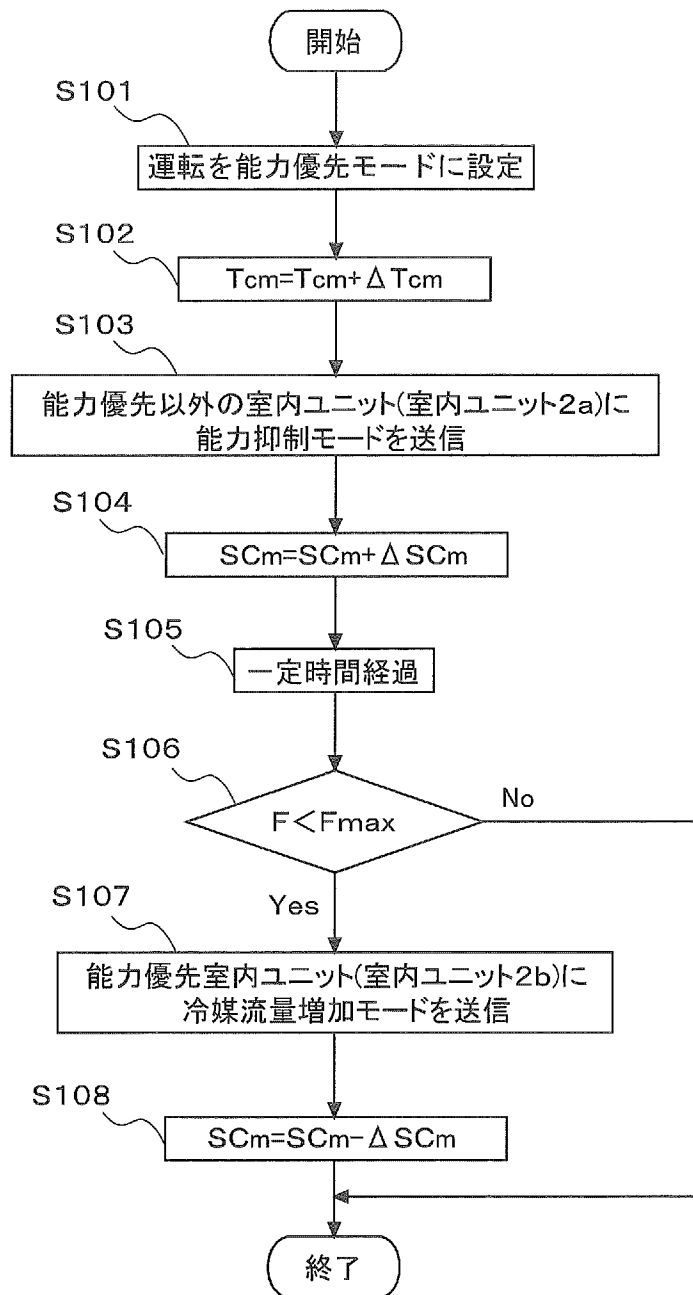 開始
S101
運転を能力優先モードに設定
S102
Tcm=Tcm+ΔTcm
S103
能力優先以外の室内ユニット(室内ユニット2a)に
能力抑制モードを送信
S104
SCm=SCm+ΔSCm
S105
一定時間経過
S106
F<Fmax
No
Yes
S107
能力優先室内ユニット(室内ユニット2b)に
冷媒流量増加モードを送信
S108
SCm=SCm-ΔSCm
終了